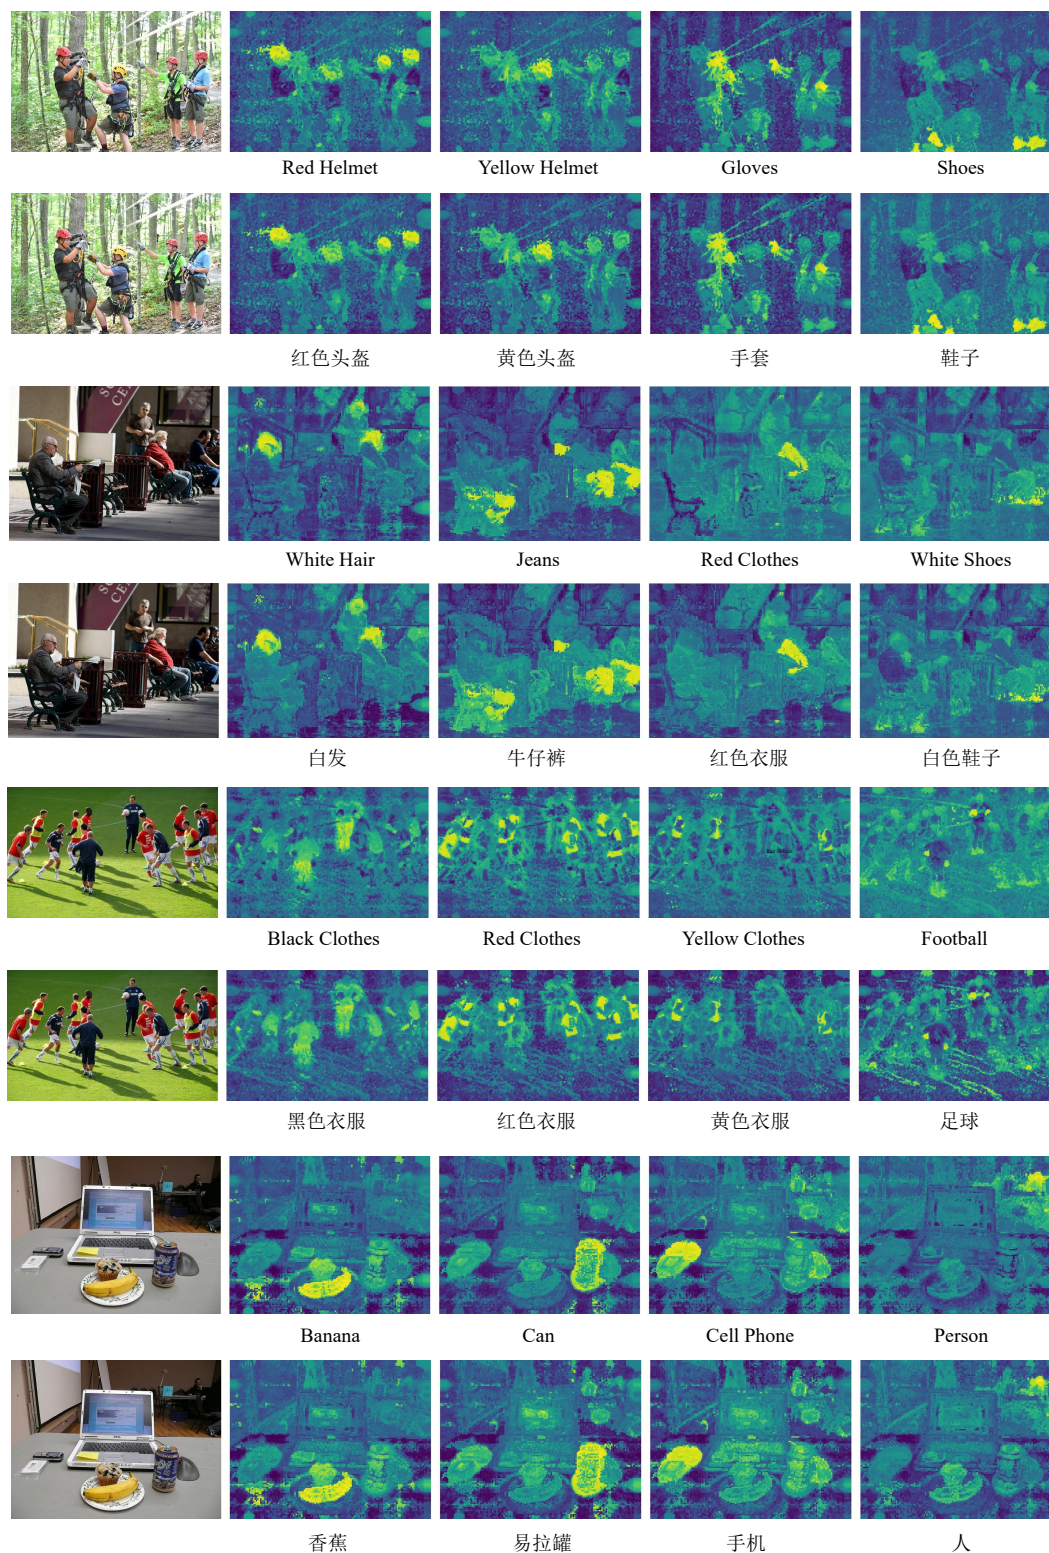 Red Helmet Yellow Helmet Gloves Shoes
红色头盔 黄色头盔 手套 鞋子
White Hair Jeans Red Clothes White Shoes
白发 牛仔裤 红色衣服 白色鞋子
Black Clothes Red Clothes Yellow Clothes Football
黑色衣服 红色衣服 黄色衣服 足球
Banana Can Cell Phone Person
香蕉 易拉罐 手机 人